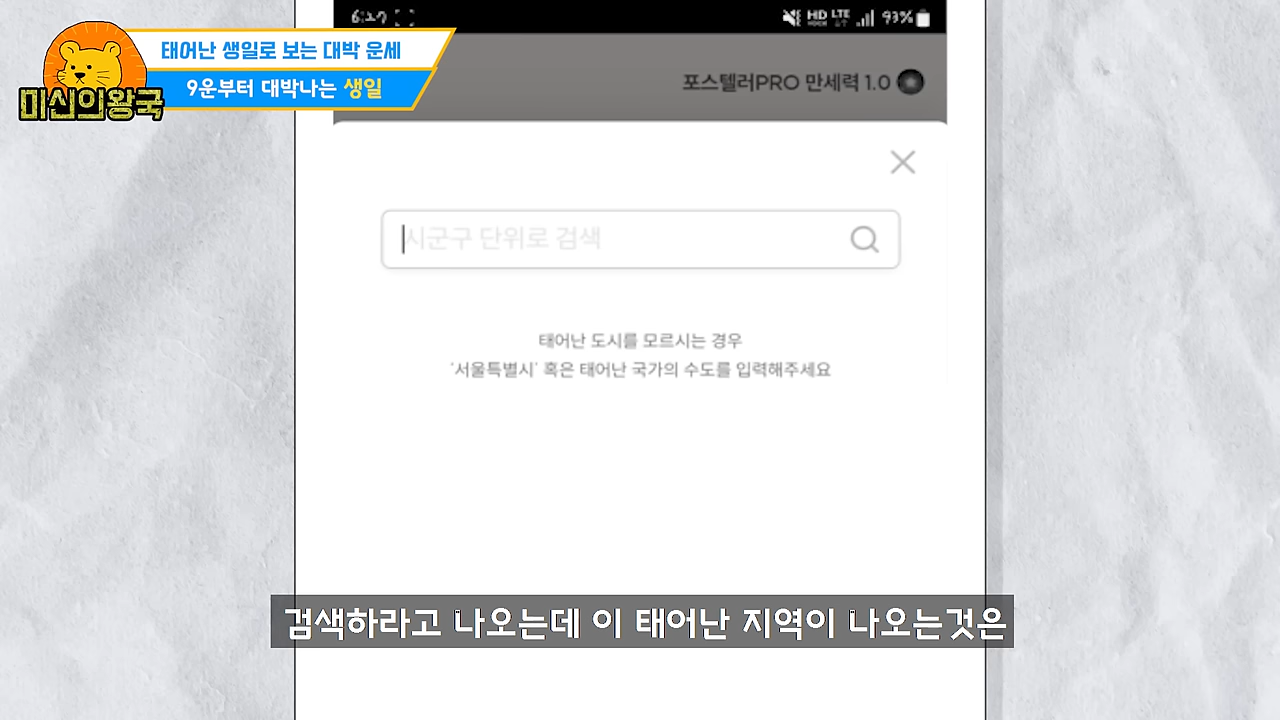 태어난 생일로 보는 대박 운세
9운부터 대박나는 생일
미신의왕국
HD LTE 93%
포스텔러PRO 만세력 1.0
시군구 단위로 검색
태어난 도시를 모르시는 경우
'서울특별시' 혹은 태어난 국가의 수도를 입력해주세요
검색하라고 나오는데 이 태어난 지역이 나오는것은